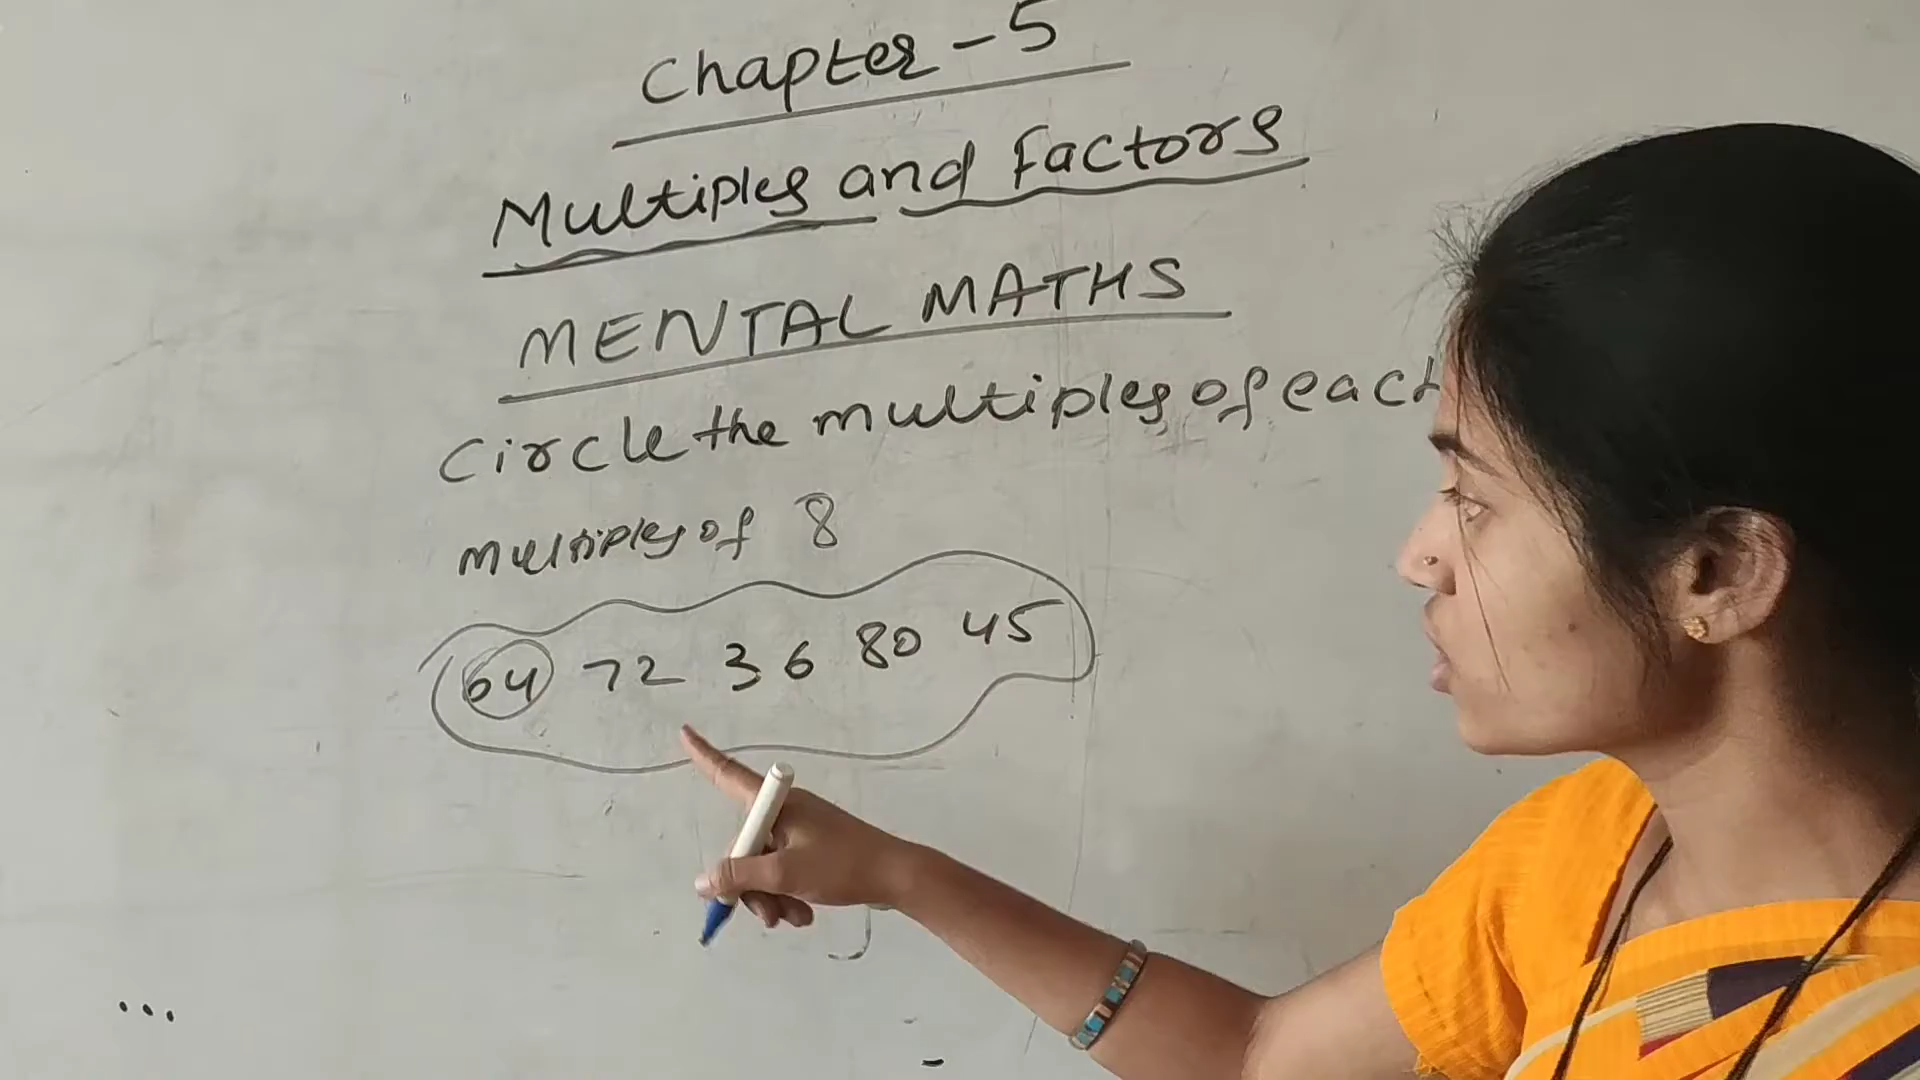 Chapter - 5
Multiples and Factors
MENTAL MATHS
Circle the multiples of each
multiples of 8
64 72 36 80 45